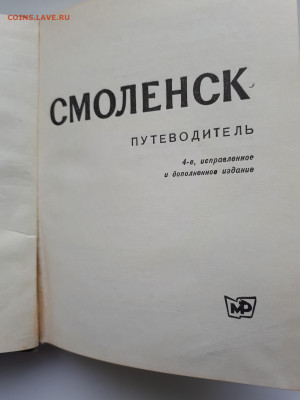 COINS.LAVE.RU
СМОЛЕНСК
ПУТЕВОДИТЕЛЬ
4-е, исправленное
и дополненное издание
МР